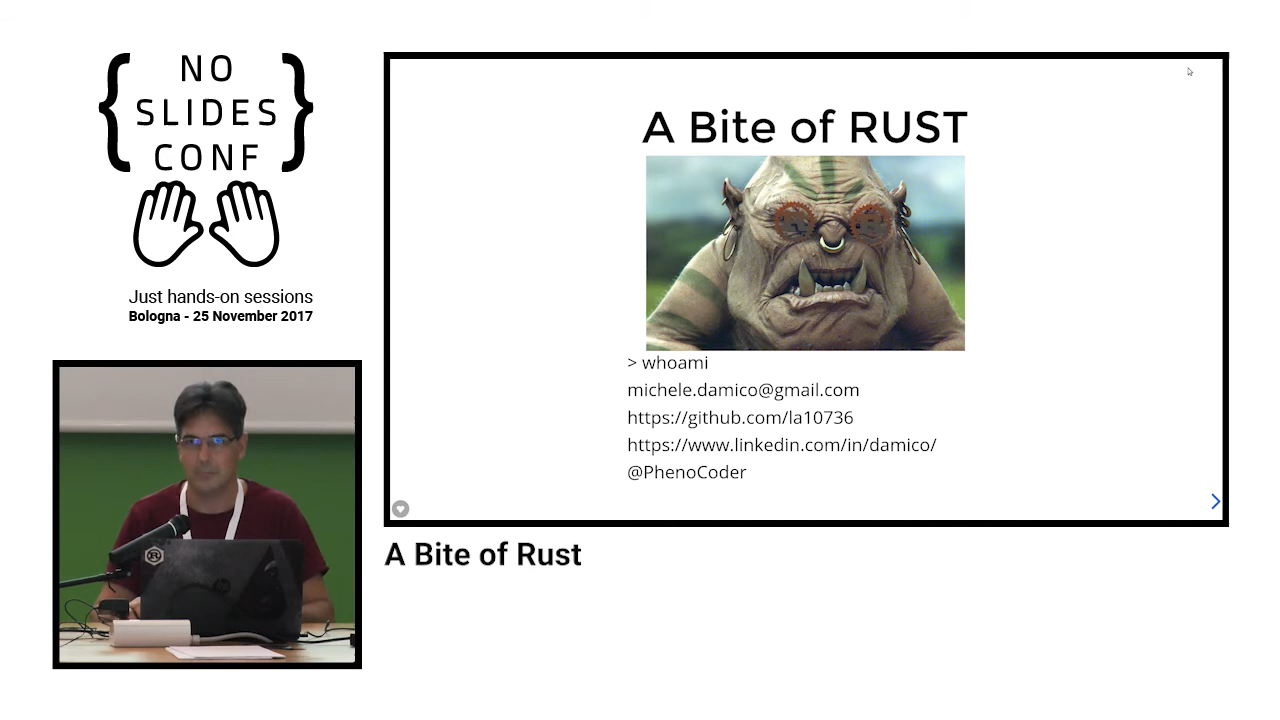 { NO
SLIDES
CONF }
Just hands-on sessions
Bologna - 25 November 2017
A Bite of RUST
> whoami
michele.damico@gmail.com
https://github.com/la10736
https://www.linkedin.com/in/damico/
@PhenoCoder
A Bite of Rust
R
hp